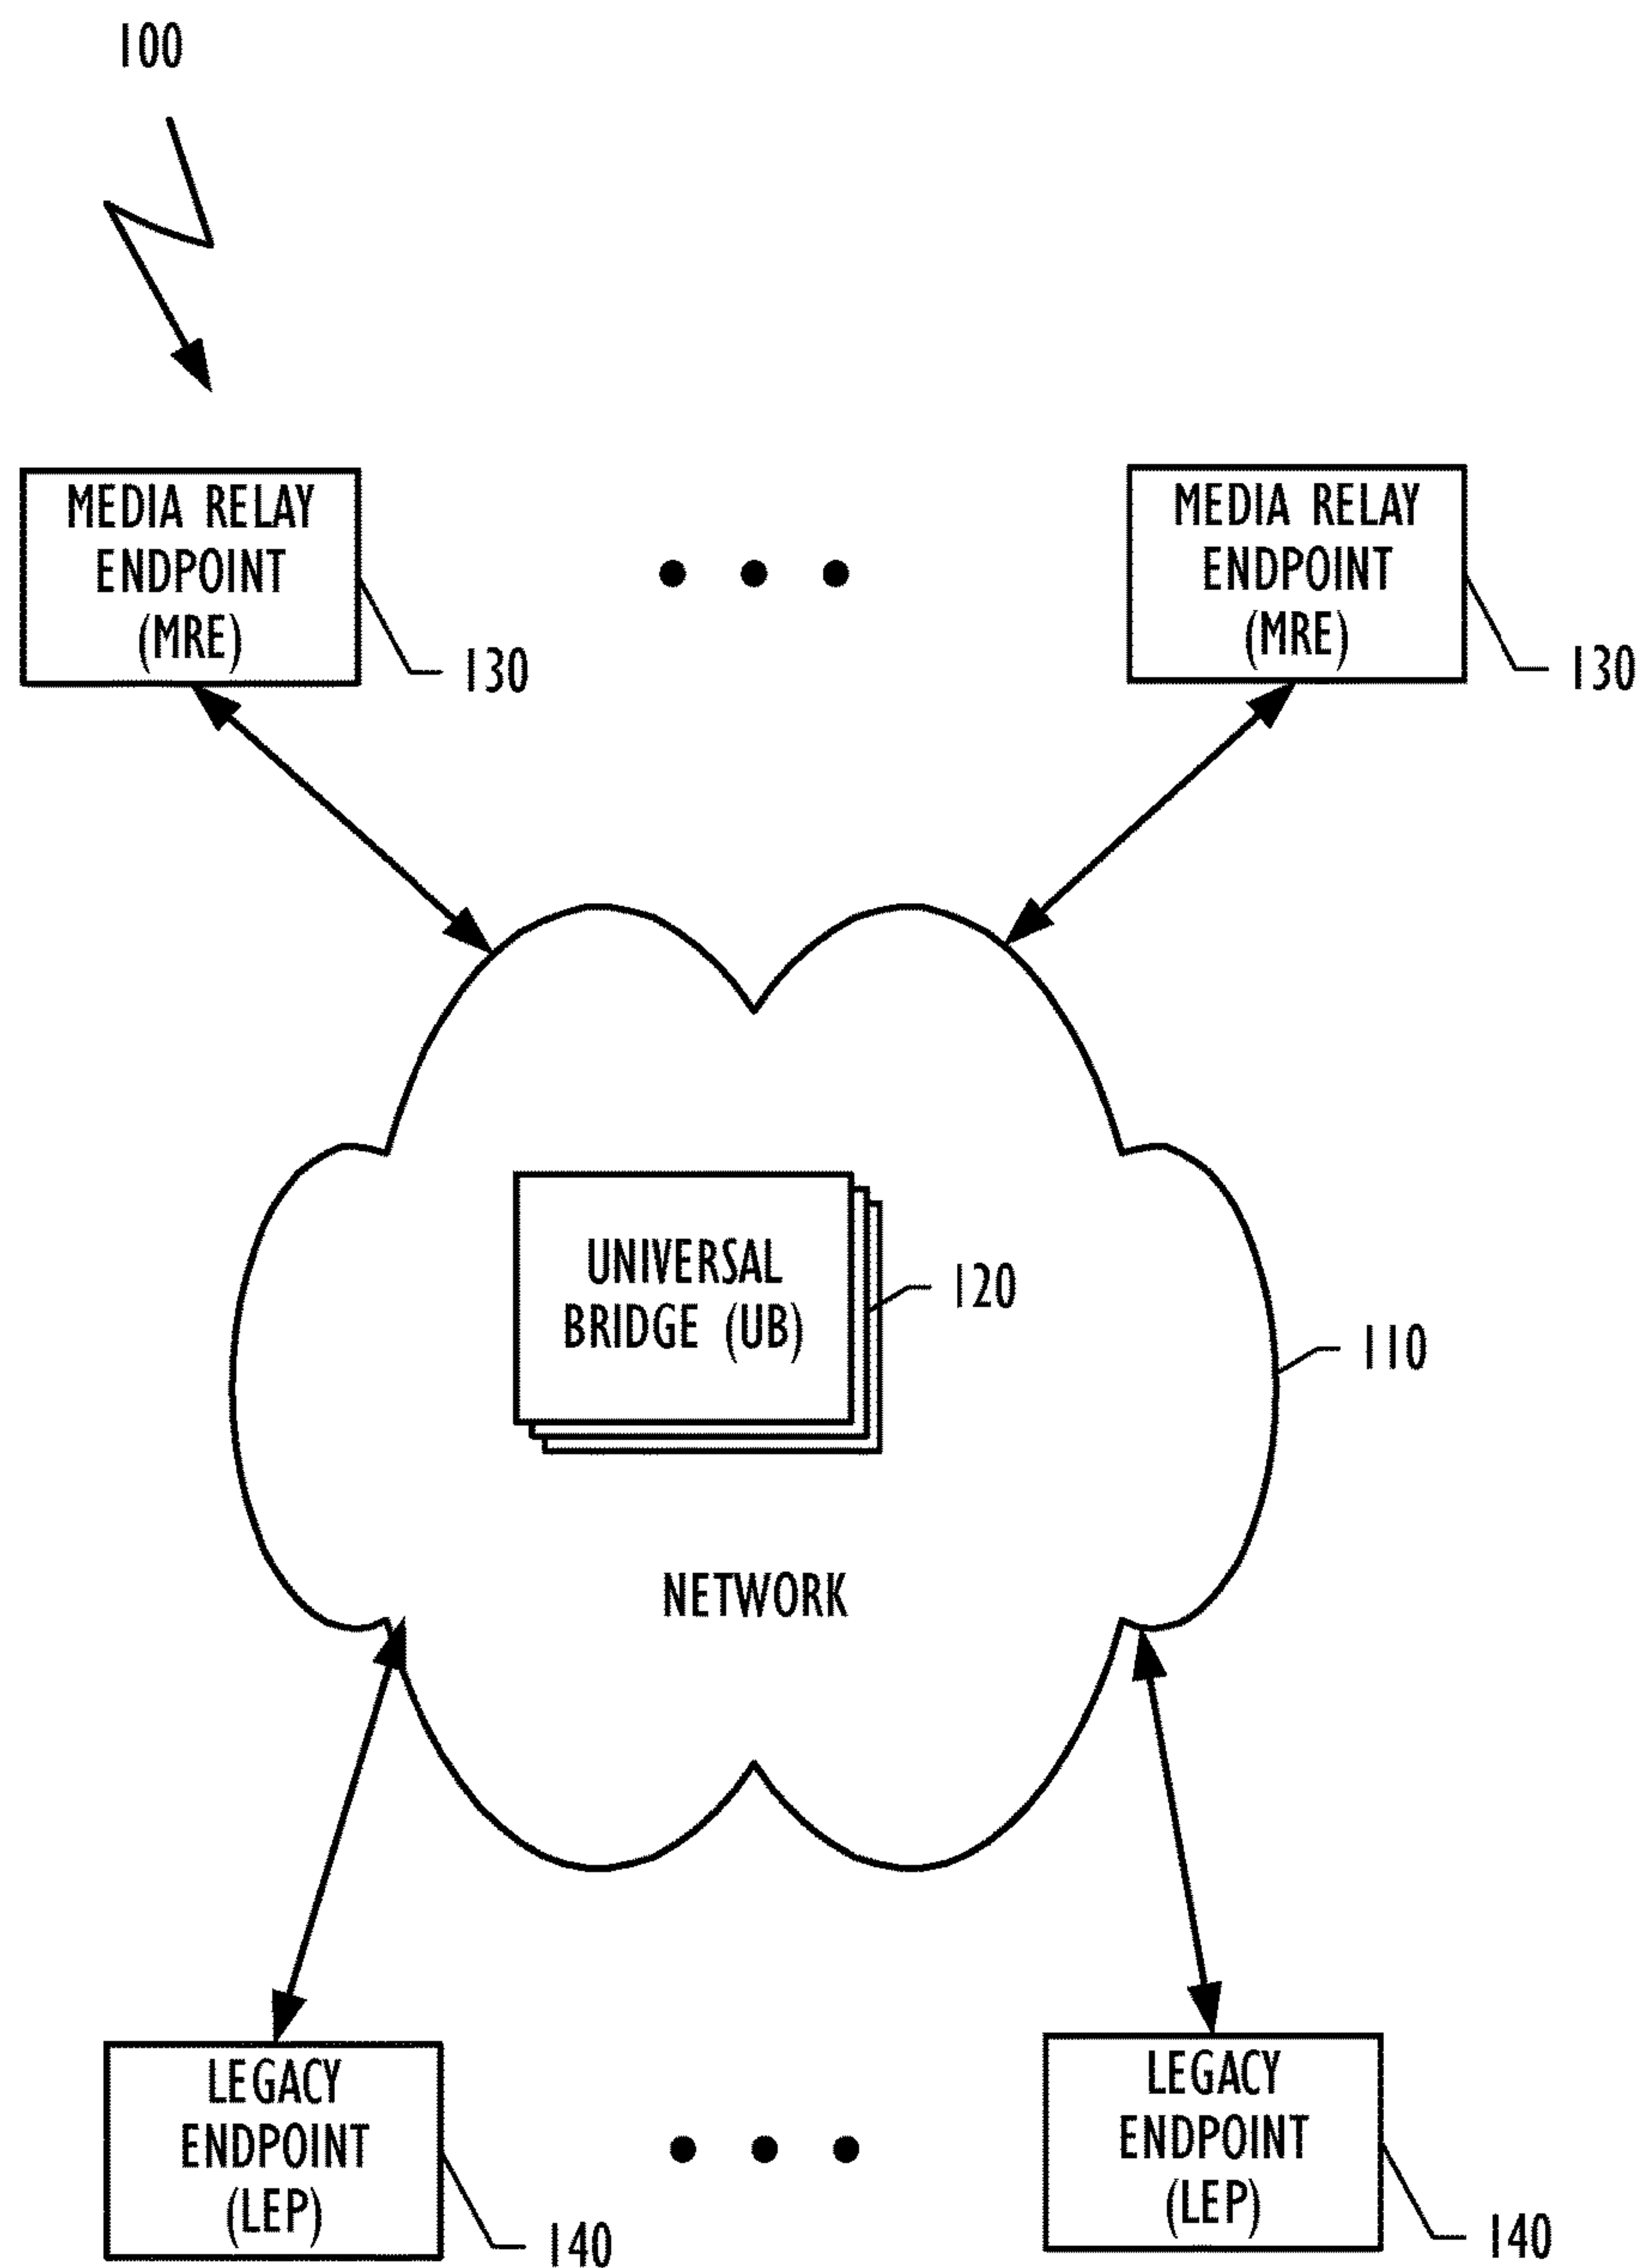 100
MEDIA RELAY
ENDPOINT
(MRE)
130
MEDIA RELAY
ENDPOINT
(MRE)
130
UNIVERSAL
BRIDGE (UB)
120
110
NETWORK
LEGACY
ENDPOINT
(LEP)
140
LEGACY
ENDPOINT
(LEP)
140